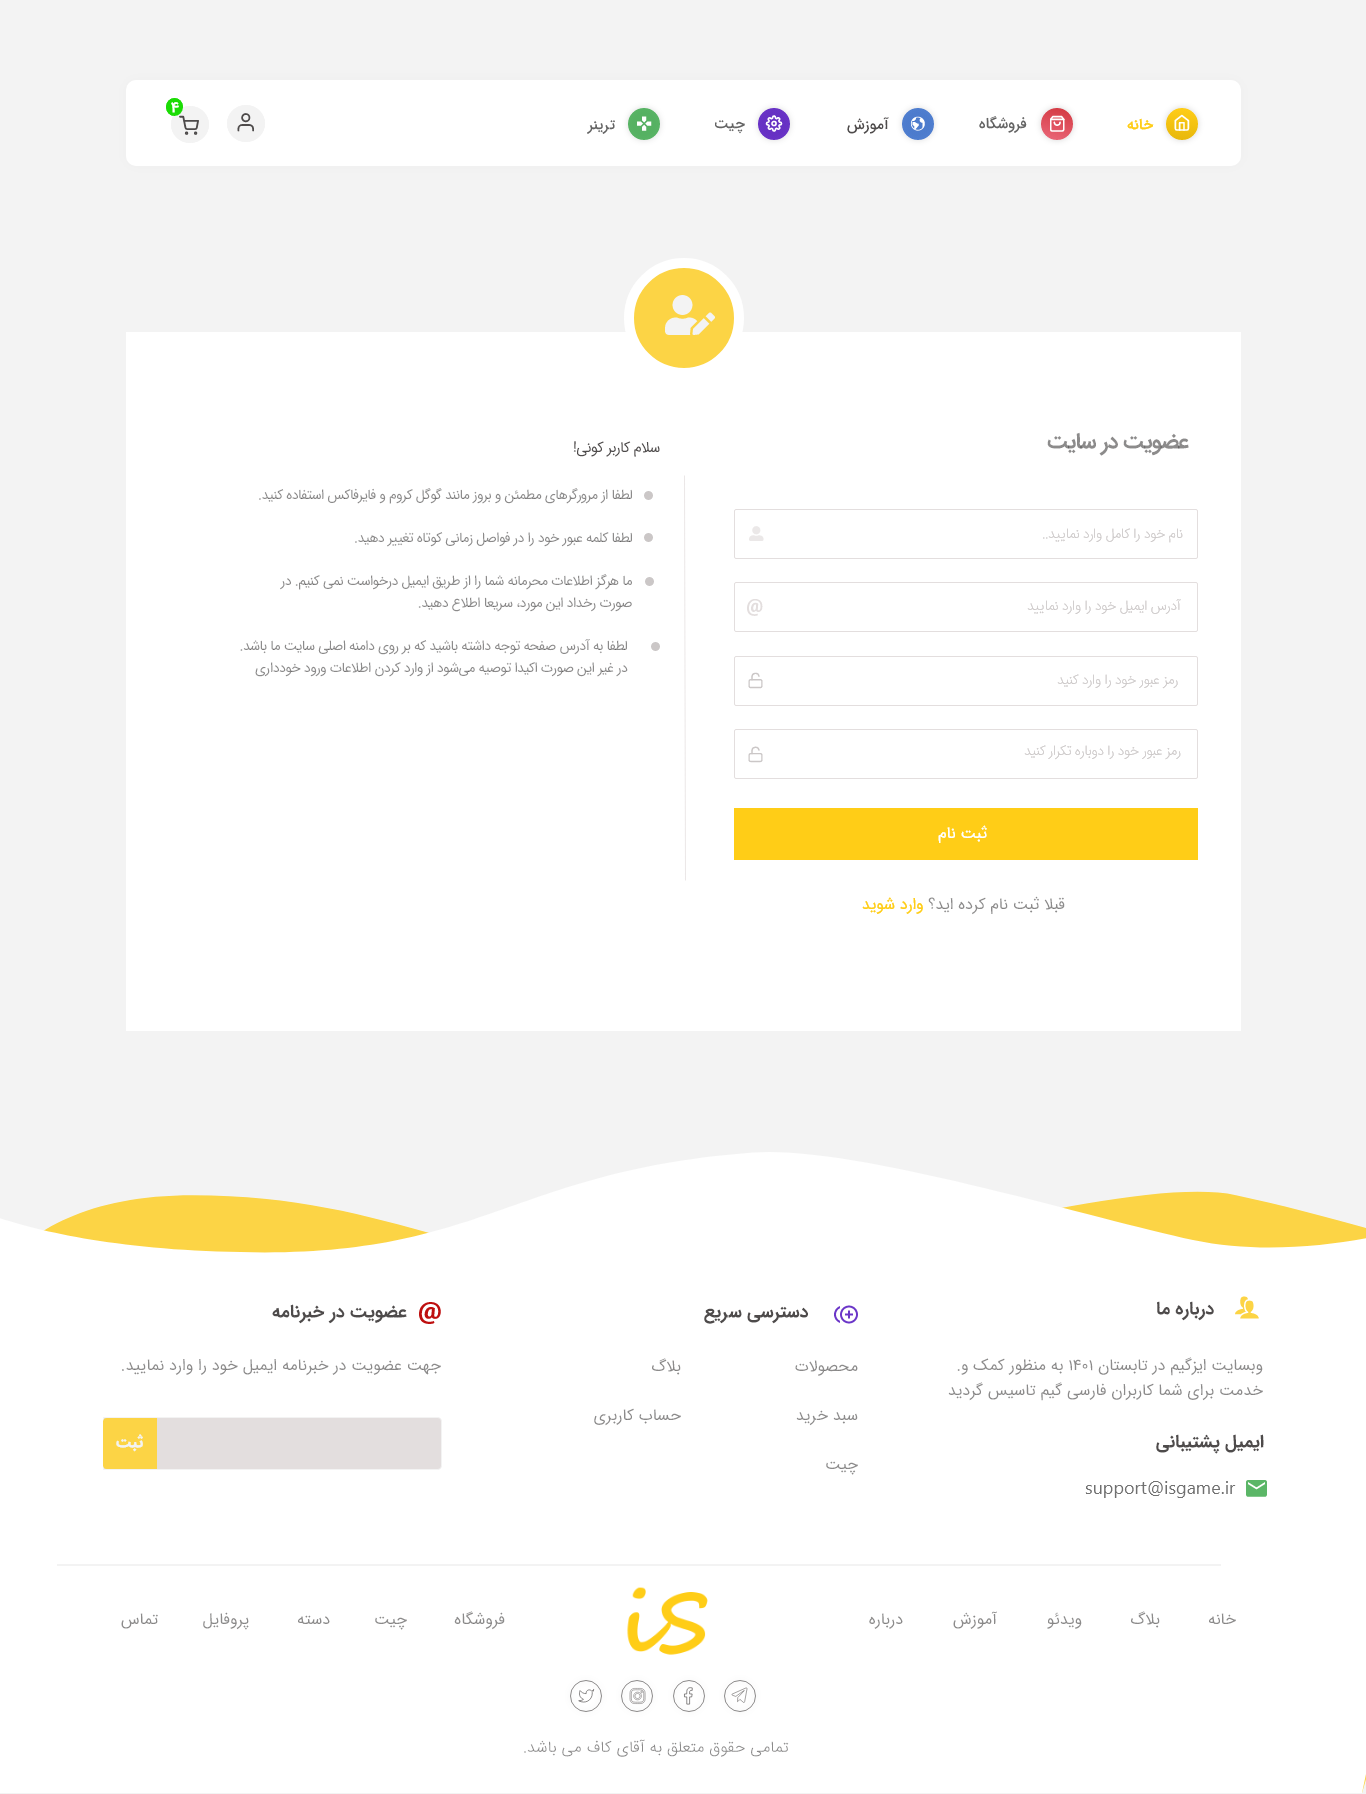 خانه
فروشگاه
آموزش
چیت
ترینر
۴
عضویت در سایت
نام خود را کامل وارد نمایید..
آدرس ایمیل خود را وارد نمایید
@
رمز عبور خود را وارد کنید
رمز عبور خود را دوباره تکرار کنید
ثبت نام
قبلا ثبت نام کرده اید؟ وارد شوید
سلام کاربر کونی!
لطفا از مرورگرهای مطمئن و بروز مانند گوگل کروم و فایرفاکس استفاده کنید.
لطفا کلمه عبور خود را در فواصل زمانی کوتاه تغییر دهید.
ما هرگز اطلاعات محرمانه شما را از طریق ایمیل درخواست نمی کنیم. در
صورت رخداد این مورد، سریعا اطلاع دهید.
لطفا به آدرس صفحه توجه داشته باشید که بر روی دامنه اصلی سایت ما باشد.
در غیر این صورت اکیدا توصیه می‌شود از وارد کردن اطلاعات ورود خودداری
درباره ما
وبسایت ایزگیم در تابستان ۱۴۰۱ به منظور کمک و.
خدمت برای شما کاربران فارسی گیم تاسیس گردید
ایمیل پشتیبانی
support@isgame.ir
دسترسی سریع
محصولات
بلاگ
سبد خرید
حساب کاربری
چیت
@ عضویت در خبرنامه
جهت عضویت در خبرنامه ایمیل خود را وارد نمایید.
ثبت
خانه
بلاگ
ویدئو
آموزش
درباره
is
فروشگاه
چیت
دسته
پروفایل
تماس
تمامی حقوق متعلق به آقای کاف می باشد.